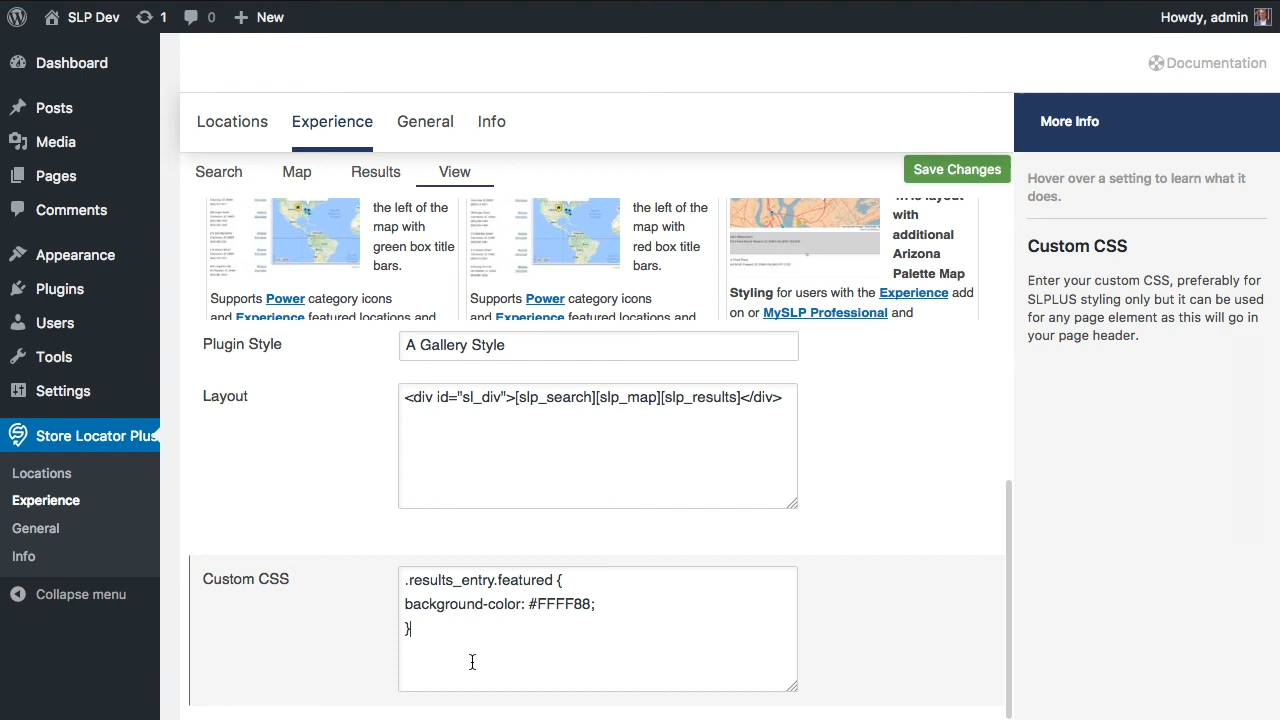 SLP Dev 1 0 New Howdy, admin
Documentation
Dashboard
Posts
Media
Pages
Comments
Appearance
Plugins
Users
Tools
Settings
Store Locator Plus
Locations
Experience
General
Info
Collapse menu
Locations Experience General Info
Search Map Results View
Save Changes
the left of the
map with
green box title
bars.
Supports Power category icons
and Experience featured locations and
the left of the
map with
red box title
bars.
Supports Power category icons
and Experience featured locations and
with
additional
Arizona
Palette Map
Styling for users with the Experience add
on or MySLP Professional and
Plugin Style
A Gallery Style
Layout
<div id="sl_div">[slp_search][slp_map][slp_results]</div>
Custom CSS
.results_entry.featured {
background-color: #FFFF88;
}
More Info
Hover over a setting to learn what it
does.
Custom CSS
Enter your custom CSS, preferably for
SLPLUS styling only but it can be used
for any page element as this will go in
your page header.